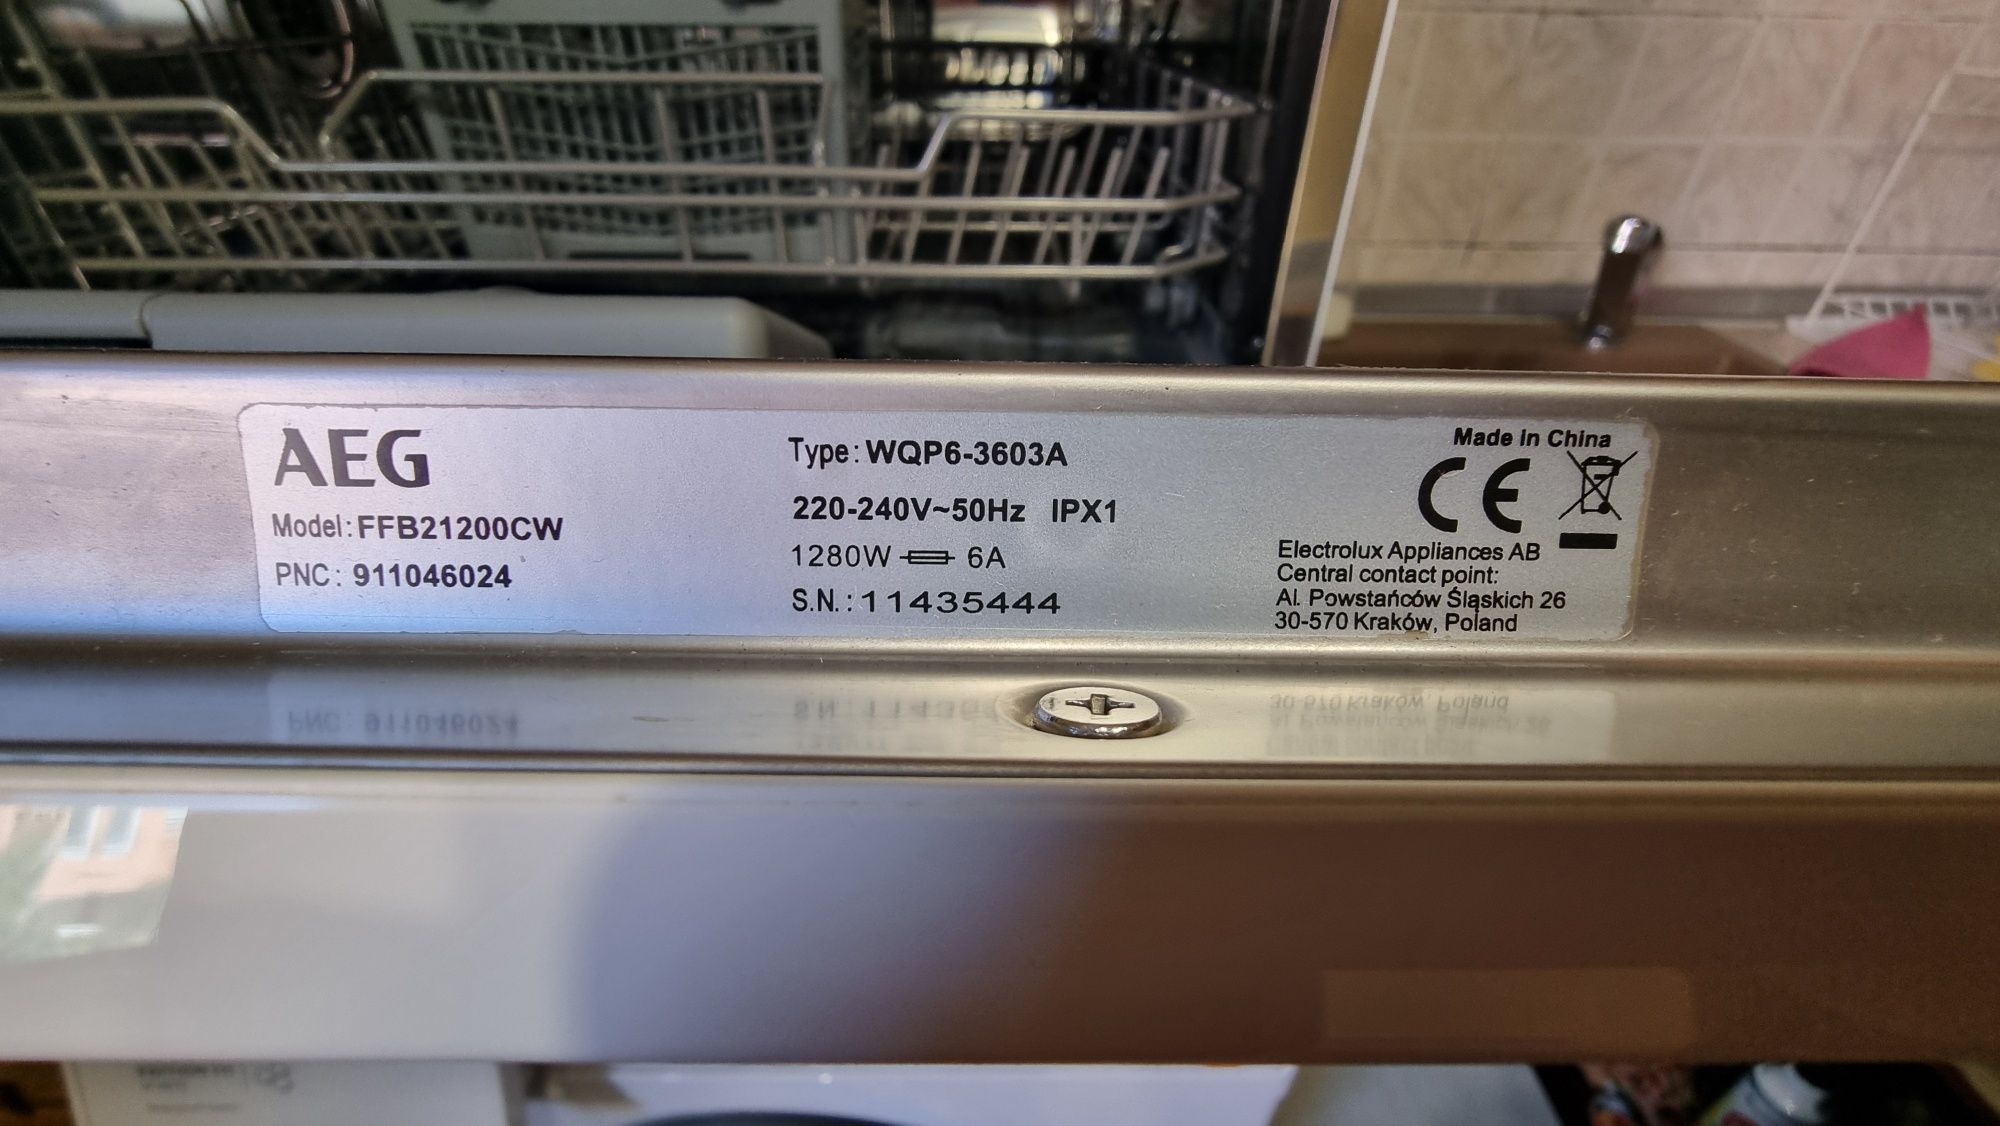 AEG
Model: FFB21200CW
PNC: 911046024
Type: WQP6-3603A
220-240V~50Hz IPX1
1280W 6A
S.N.: 11435444
Made in China
CE
Electrolux Appliances AB
Central contact point:
Al. Powstańców Śląskich 26
30-570 Kraków, Poland